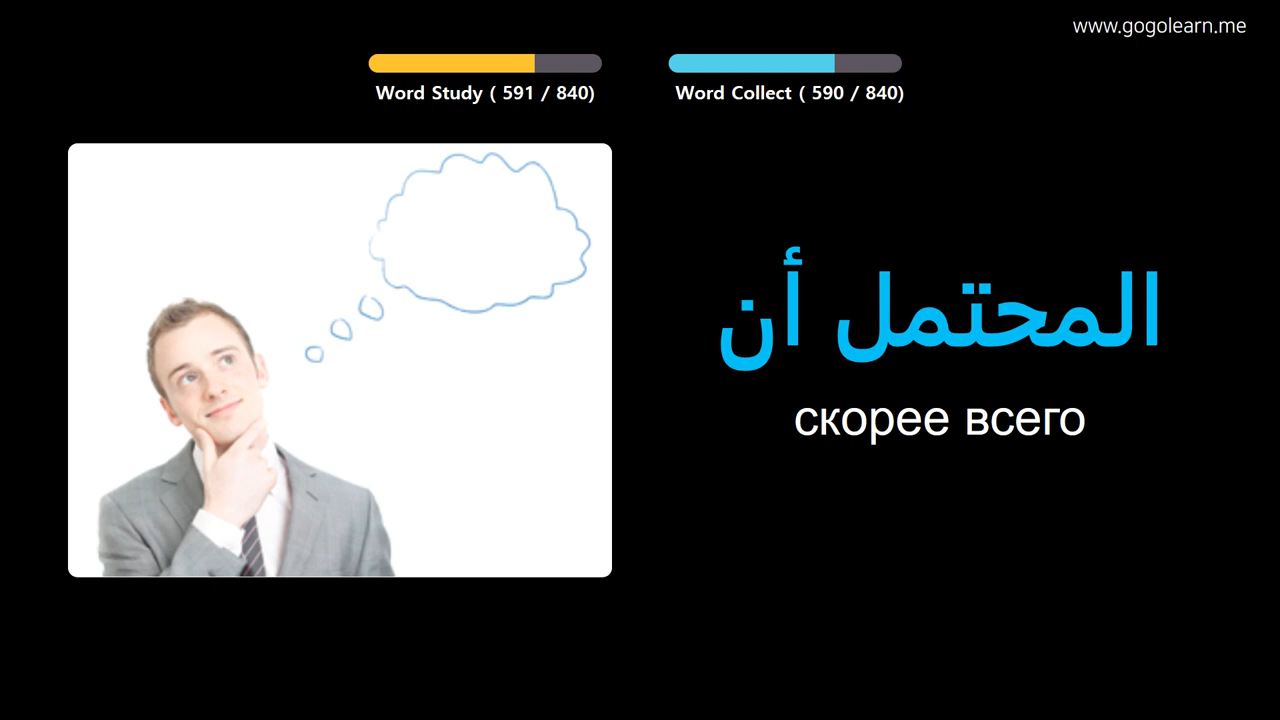 www.gogolearn.me
Word Study ( 591 / 840)
Word Collect ( 590 / 840)
المحتمل أن
скорее всего